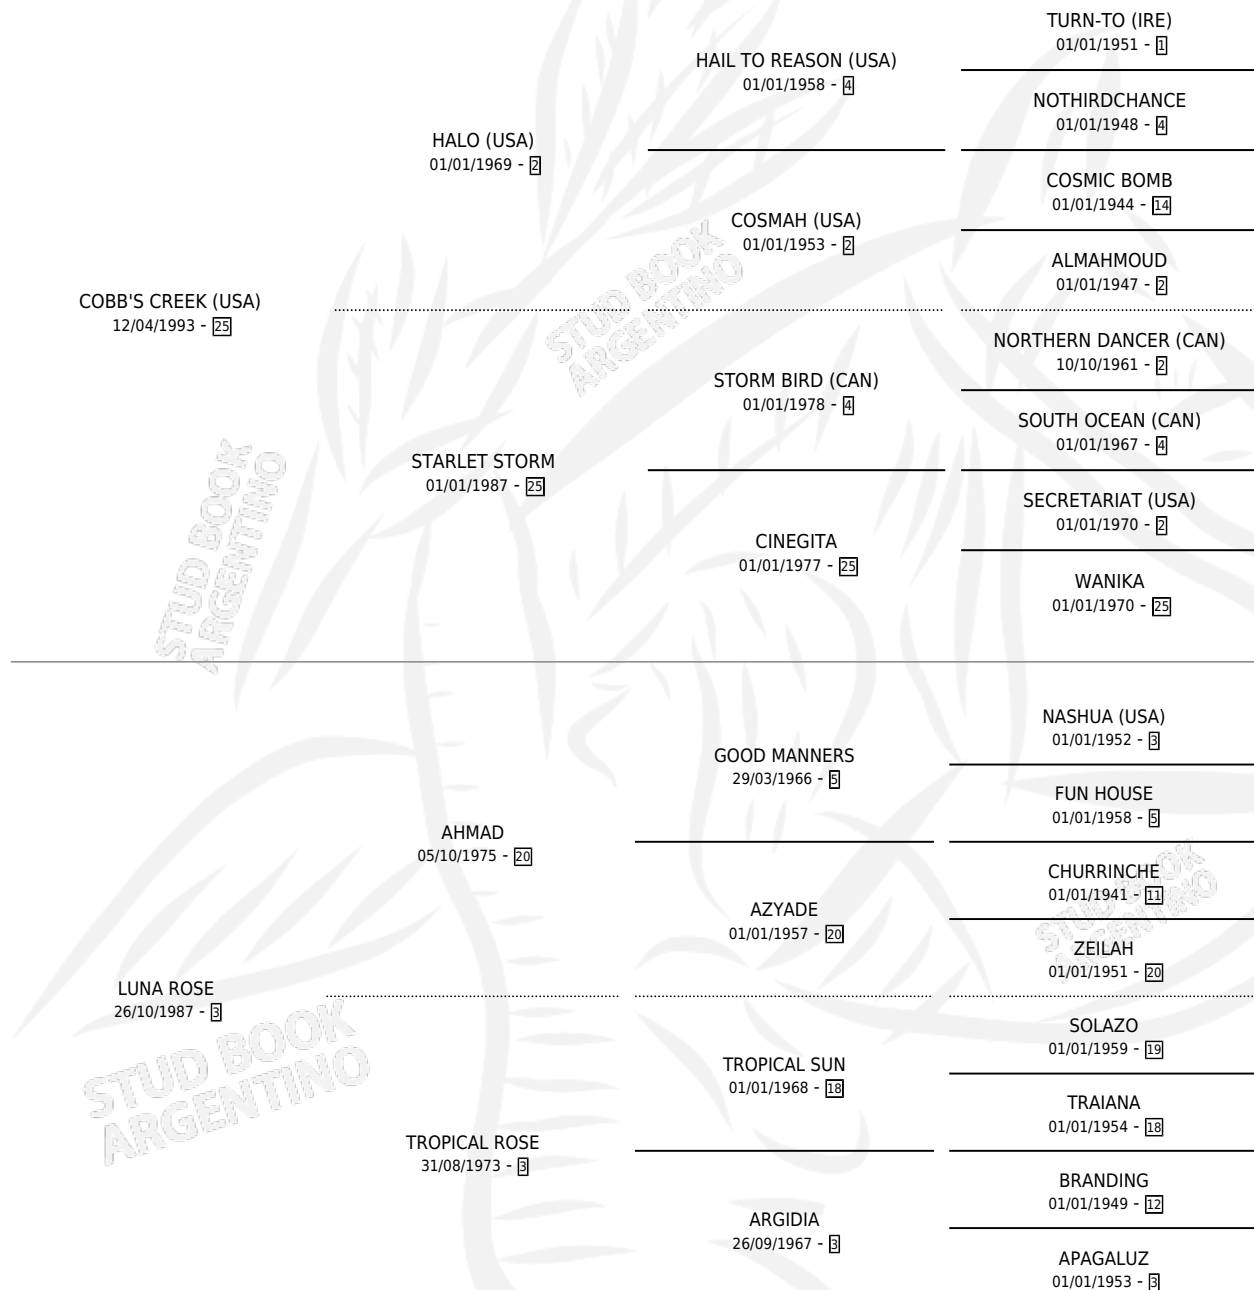 TURN-TO (IRE)
01/01/1951 - 1
HAIL TO REASON (USA)
01/01/1958 - 4
NOTHIRDCHANCE
01/01/1948 - 4
HALO (USA)
01/01/1969 - 2
COSMIC BOMB
01/01/1944 - 14
COSMAH (USA)
01/01/1953 - 2
ALMAHMOUD
01/01/1947 - 2
COBB'S CREEK (USA)
12/04/1993 - 25
STUD BOOK
ARGENTINO
NORTHERN DANCER (CAN)
10/10/1961 - 2
STORM BIRD (CAN)
01/01/1978 - 4
SOUTH OCEAN (CAN)
01/01/1967 - 4
STARLET STORM
01/01/1987 - 25
SECRETARIAT (USA)
01/01/1970 - 2
CINEGITA
01/01/1977 - 25
WANIKA
01/01/1970 - 25
STUD BOOK
ARGENTINO
NASHUA (USA)
01/01/1952 - 3
GOOD MANNERS
29/03/1966 - 5
FUN HOUSE
01/01/1958 - 5
AHMAD
05/10/1975 - 20
CHURRINCHE
01/01/1941 - 11
AZYADE
01/01/1957 - 20
STUD BOOK
ARGENTINO
ZEILAH
01/01/1951 - 20
LUNA ROSE
26/10/1987 - 3
SOLAZO
01/01/1959 - 19
STUD BOOK
ARGENTINO
TROPICAL SUN
01/01/1968 - 18
TRAIANA
01/01/1954 - 18
TROPICAL ROSE
31/08/1973 - 3
BRANDING
01/01/1949 - 12
ARGIDIA
26/09/1967 - 3
APAGALUZ
01/01/1953 - 3